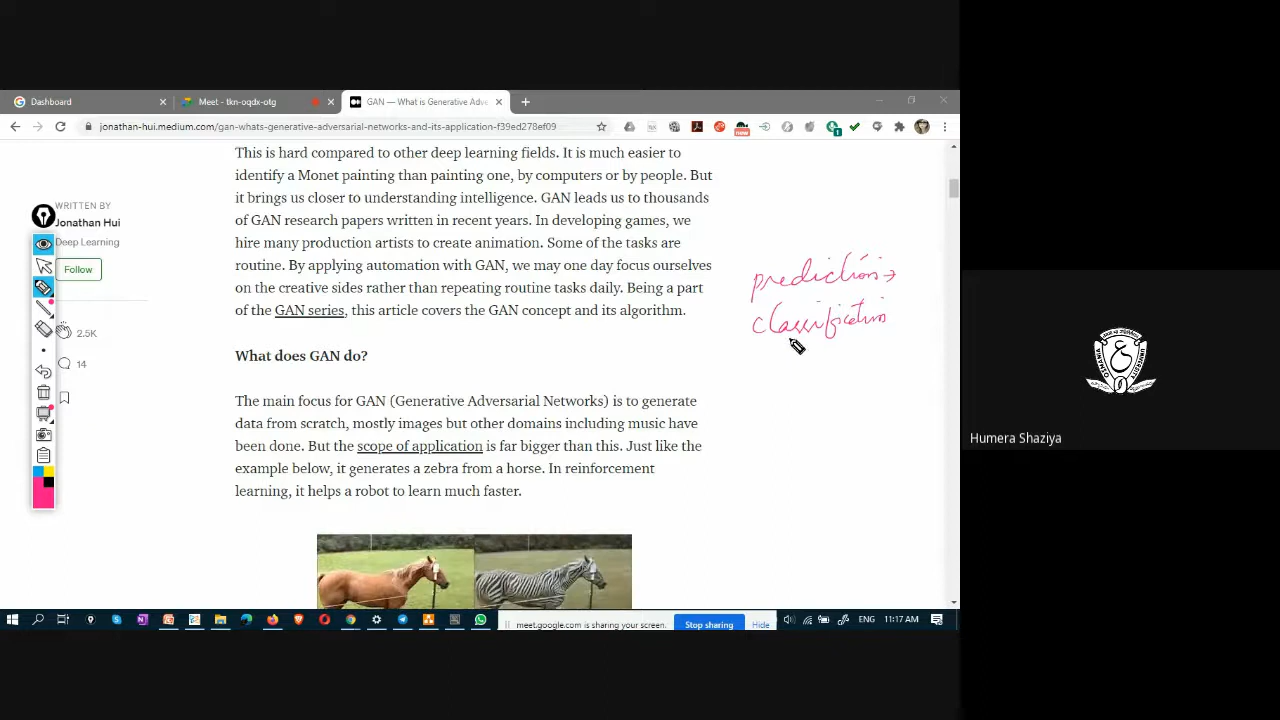 Dashboard
Meet - tkn-oqdx-otg
GAN — What is Generative Adve
jonathan-hui.medium.com/gan-whats-generative-adversarial-networks-and-its-application-f39ed278ef09
new
1
This is hard compared to other deep learning fields. It is much easier to
identify a Monet painting than painting one, by computers or by people. But
it brings us closer to understanding intelligence. GAN leads us to thousands
of GAN research papers written in recent years. In developing games, we
hire many production artists to create animation. Some of the tasks are
routine. By applying automation with GAN, we may one day focus ourselves
on the creative sides rather than repeating routine tasks daily. Being a part
of the GAN series, this article covers the GAN concept and its algorithm.
WRITTEN BY
Jonathan Hui
Deep Learning
Follow
2.5K
14
prediction →
classification
What does GAN do?
The main focus for GAN (Generative Adversarial Networks) is to generate
data from scratch, mostly images but other domains including music have
been done. But the scope of application is far bigger than this. Just like the
example below, it generates a zebra from a horse. In reinforcement
learning, it helps a robot to learn much faster.
Humera Shaziya
meet.google.com is sharing your screen.
Stop sharing
Hide
ENG
11:17 AM